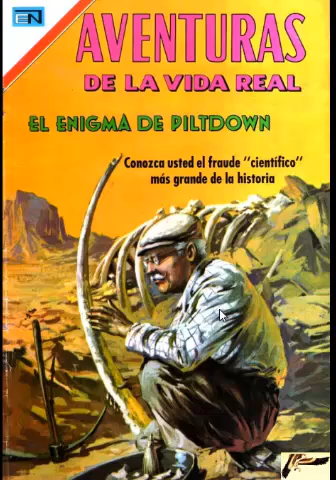 EN
AVENTURAS
DE LA VIDA REAL
EL ENIGMA DE PILTDOWN
Conozca usted el fraude "científico"
más grande de la historia